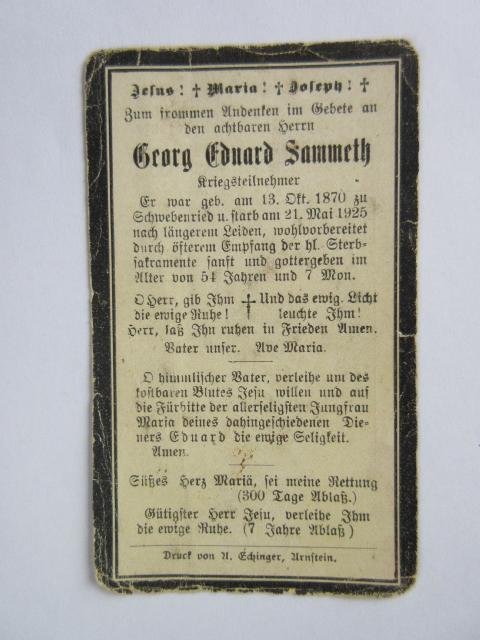 Jesus! † Maria! † Joseph! †
Zum frommen Andenken im Gebete an
den achtbaren Herrn
Georg Eduard Sammeth
Kriegsteilnehmer
Er war geb. am 13. Okt. 1870 zu
Schwebenried u. starb am 21. Mai 1925
nach längerem Leiden, wohlvorbereitet
durch öfteren Empfang der hl. Sterb-
sakramente sanft und gottergeben im
Alter von 54 Jahren und 7 Mon.
O Herr, gib Ihm † Und das ewig. Licht
die ewige Ruhe! leuchte Ihm!
Herr, laß Ihn ruhen in Frieden Amen.
Vater unser. Ave Maria.
O himmlischer Vater, verleihe um des
kostbaren Blutes Jesu willen und auf
die Fürbitte der allerseligsten Jungfrau
Maria deines dahingeschiedenen Die-
ners Eduard die ewige Seligkeit.
Amen.
Süßes Herz Mariä, sei meine Rettung
(300 Tage Ablaß.)
Gütigster Herr Jesu, verleihe Ihm
die ewige Ruhe. (7 Jahre Ablaß)
Druck von A. Echinger, Arnstein.